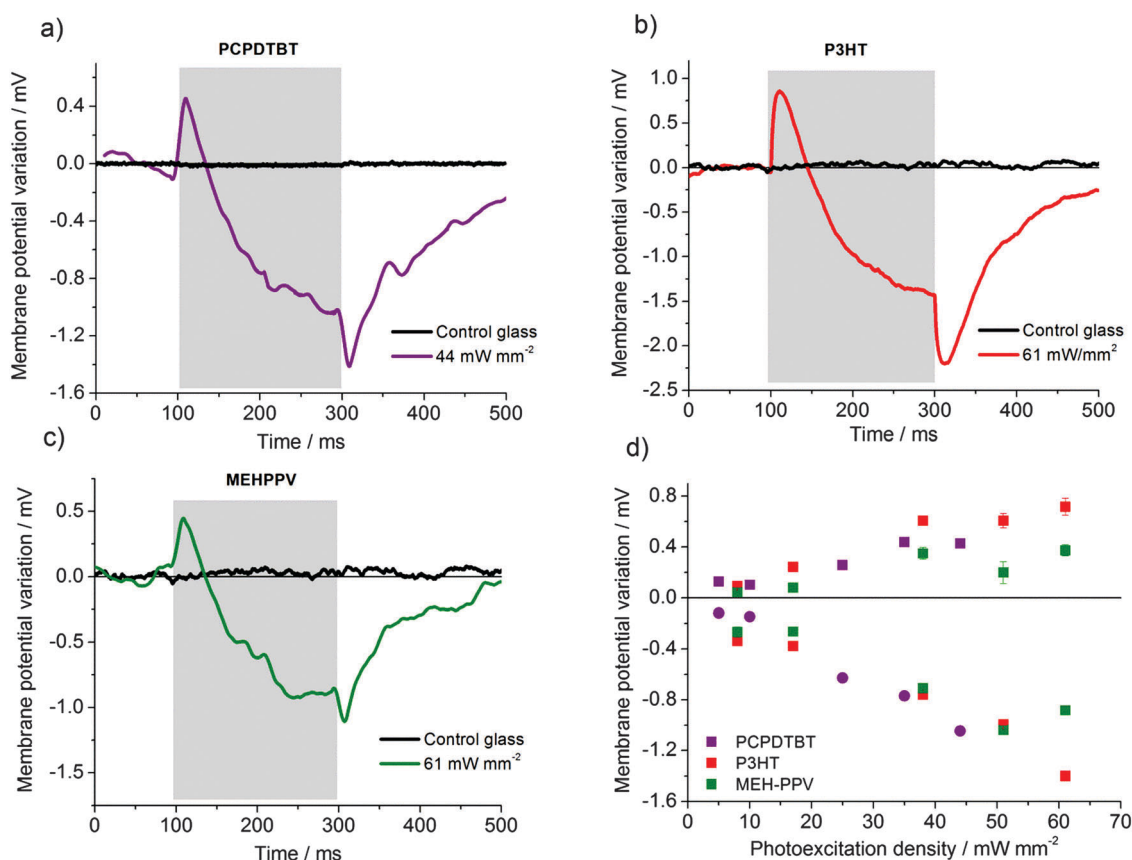 a)
PCPDTBT
Membrane potential variation / mV
0.4
0.0
-0.4
-0.8
-1.2
-1.6
Control glass
44 mW mm⁻²
0 100 200 300 400 500
Time / ms
b)
P3HT
Membrane potential variation / mV
1.0
0.5
0.0
-0.5
-1.0
-1.5
-2.0
-2.5
Control glass
61 mW/mm²
0 100 200 300 400 500
Time / ms
c)
MEHPPV
Membrane potential variation / mV
0.5
0.0
-0.5
-1.0
-1.5
Control glass
61 mW mm⁻²
0 100 200 300 400 500
Time / ms
d)
Membrane potential variation / mV
0.8
0.4
0.0
-0.4
-0.8
-1.2
-1.6
PCPDTBT
P3HT
MEH-PPV
0 10 20 30 40 50 60 70
Photoexcitation density / mW mm⁻²